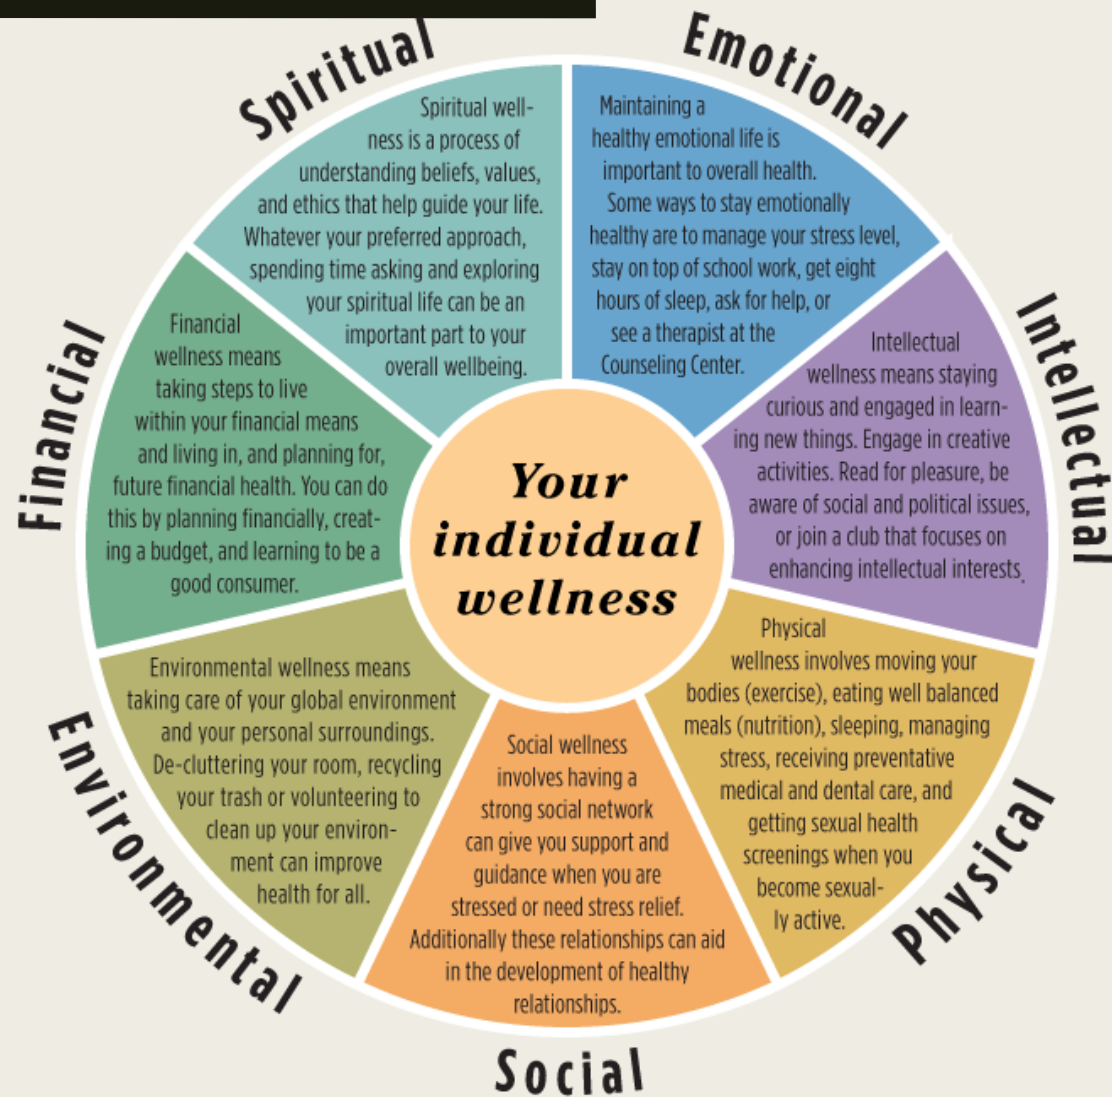 Spiritual
Spiritual well-
ness is a process of
understanding beliefs, values,
and ethics that help guide your life.
Whatever your preferred approach,
spending time asking and exploring
your spiritual life can be an
important part to your
overall wellbeing.
Emotional
Maintaining a
healthy emotional life is
important to overall health.
Some ways to stay emotionally
healthy are to manage your stress level,
stay on top of school work, get eight
hours of sleep, ask for help, or
see a therapist at the
Counseling Center.
Intellectual
Intellectual
wellness means staying
curious and engaged in learn-
ing new things. Engage in creative
activities. Read for pleasure, be
aware of social and political issues,
or join a club that focuses on
enhancing intellectual interests.
Physical
Physical
wellness involves moving your
bodies (exercise), eating well balanced
meals (nutrition), sleeping, managing
stress, receiving preventative
medical and dental care, and
getting sexual health
screenings when you
become sexual-
ly active.
Social
Social wellness
involves having a
strong social network
can give you support and
guidance when you are
stressed or need stress relief.
Additionally these relationships can aid
in the development of healthy
relationships.
Environmental
Environmental wellness means
taking care of your global environment
and your personal surroundings.
De-cluttering your room, recycling
your trash or volunteering to
clean up your environ-
ment can improve
health for all.
Financial
Financial
wellness means
taking steps to live
within your financial means
and living in, and planning for,
future financial health. You can do
this by planning financially, creat-
ing a budget, and learning to be a
good consumer.
Your
individual
wellness